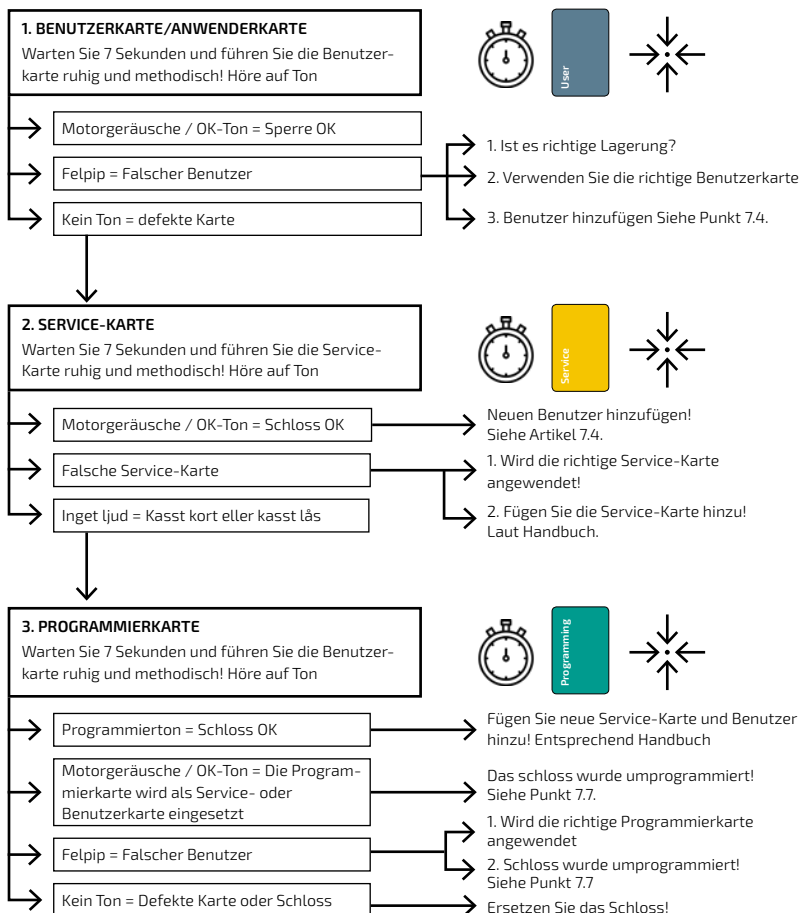 1. BENUTZERKARTE/ANWENDERKARTE
Warten Sie 7 Sekunden und führen Sie die Benutzer-
karte ruhig und methodisch! Höre auf Ton
User
Motorgeräusche / OK-Ton = Sperre OK
Felpip = Falscher Benutzer
Kein Ton = defekte Karte
1. Ist es richtige Lagerung?
2. Verwenden Sie die richtige Benutzerkarte
3. Benutzer hinzufügen Siehe Punkt 7.4.
2. SERVICE-KARTE
Warten Sie 7 Sekunden und führen Sie die Service-
Karte ruhig und methodisch! Höre auf Ton
Service
Motorgeräusche / OK-Ton = Schloss OK
Neuen Benutzer hinzufügen!
Siehe Artikel 7.4.
Falsche Service-Karte
1. Wird die richtige Service-Karte
angewendet!
2. Fügen Sie die Service-Karte hinzu!
Laut Handbuch.
Inget ljud = Kasst kort eller kasst lås
3. PROGRAMMIERKARTE
Warten Sie 7 Sekunden und führen Sie die Benutzer-
karte ruhig und methodisch! Höre auf Ton
Programming
Programmierton = Schloss OK
Fügen Sie neue Service-Karte und Benutzer
hinzu! Entsprechend Handbuch
Motorgeräusche / OK-Ton = Die Program-
mierkarte wird als Service- oder
Benutzerkarte eingesetzt
Das schloss wurde umprogrammiert!
Siehe Punkt 7.7.
Felpip = Falscher Benutzer
1. Wird die richtige Programmierkarte
angewendet
2. Schloss wurde umprogrammiert!
Siehe Punkt 7.7
Kein Ton = Defekte Karte oder Schloss
Ersetzen Sie das Schloss!